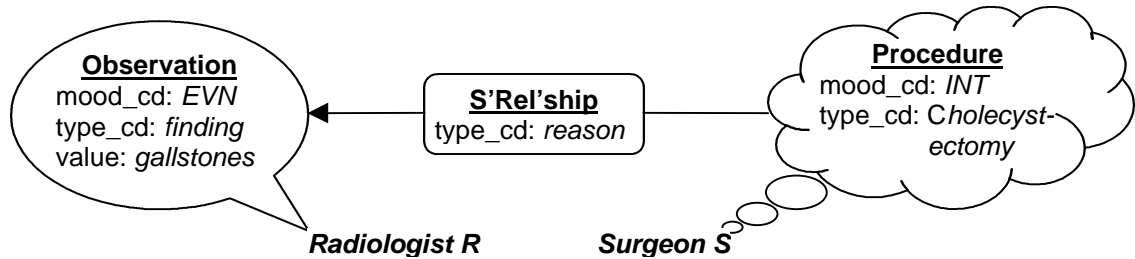 Observation
mood_cd: EVN
type_cd: finding
value: gallstones
S'Rel'ship
type_cd: reason
Procedure
mood_cd: INT
type_cd: Cholecyst-
ectomy
Radiologist R
Surgeon S